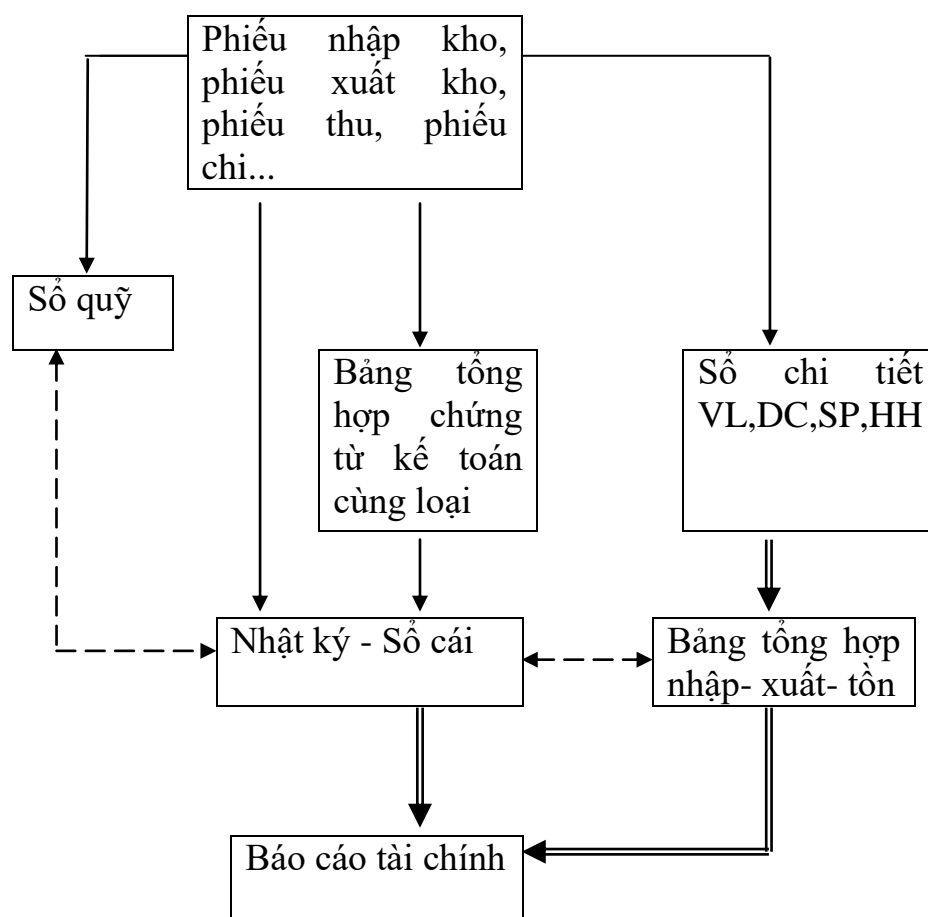 Phiếu nhập kho,
phiếu xuất kho,
phiếu thu, phiếu
chi...
Sổ quỹ
Bảng tổng
hợp chứng
từ kế toán
cùng loại
Sổ chi tiết
VL,DC,SP,HH
Nhật ký - Sổ cái
Bảng tổng hợp
nhập- xuất- tồn
Báo cáo tài chính